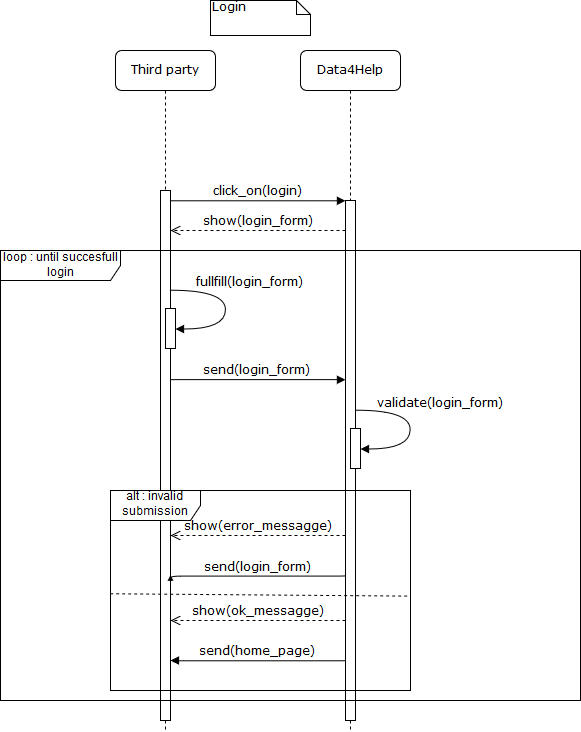 Login
Third party
Data4Help
click_on(login)
show(login_form)
loop : until succesfull
login
fullfill(login_form)
send(login_form)
validate(login_form)
alt : invalid
submission
show(error_messagge)
send(login_form)
show(ok_messagge)
send(home_page)